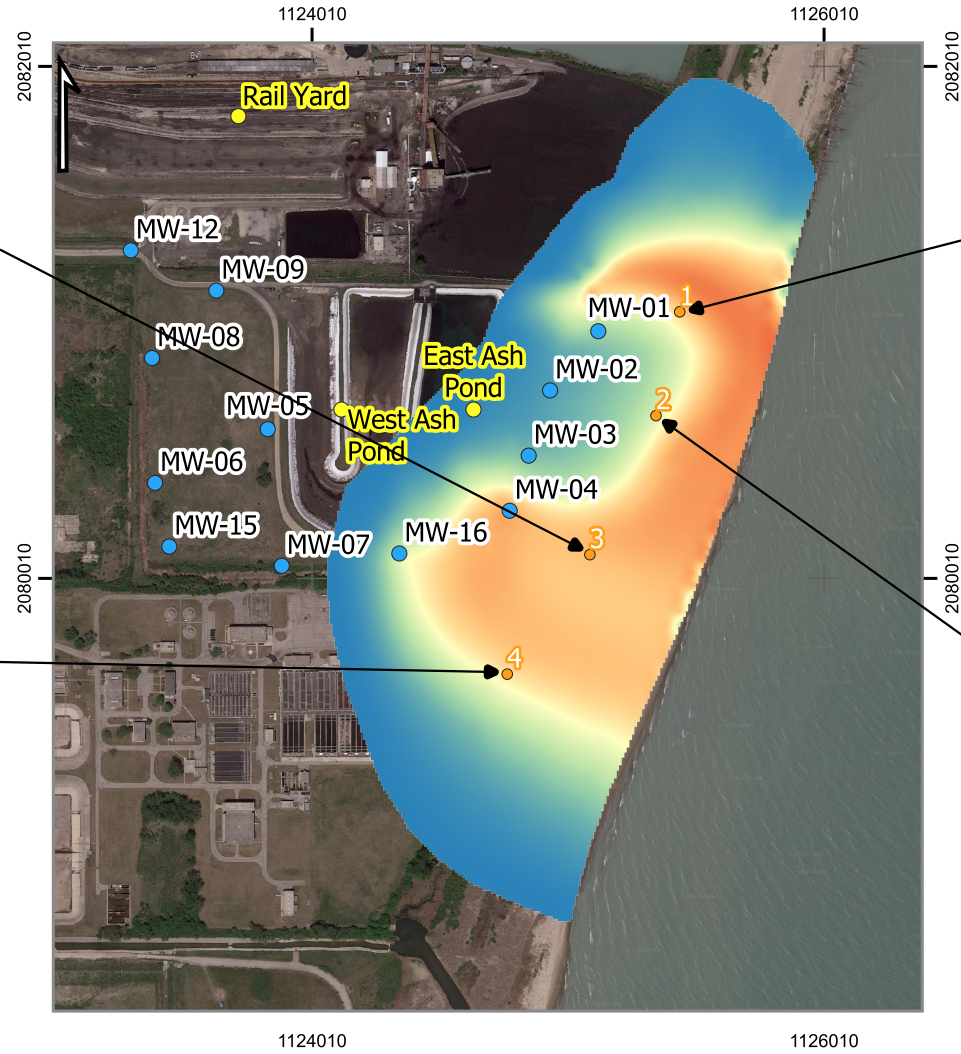 1124010
1126010
2082010
2082010
Rail Yard
MW-12
MW-09
1
MW-01
MW-08
East Ash
Pond
MW-02
2
MW-05
West Ash
Pond
MW-03
MW-06
MW-04
MW-15
MW-16
MW-07
3
2080010
2080010
4
1124010
1126010